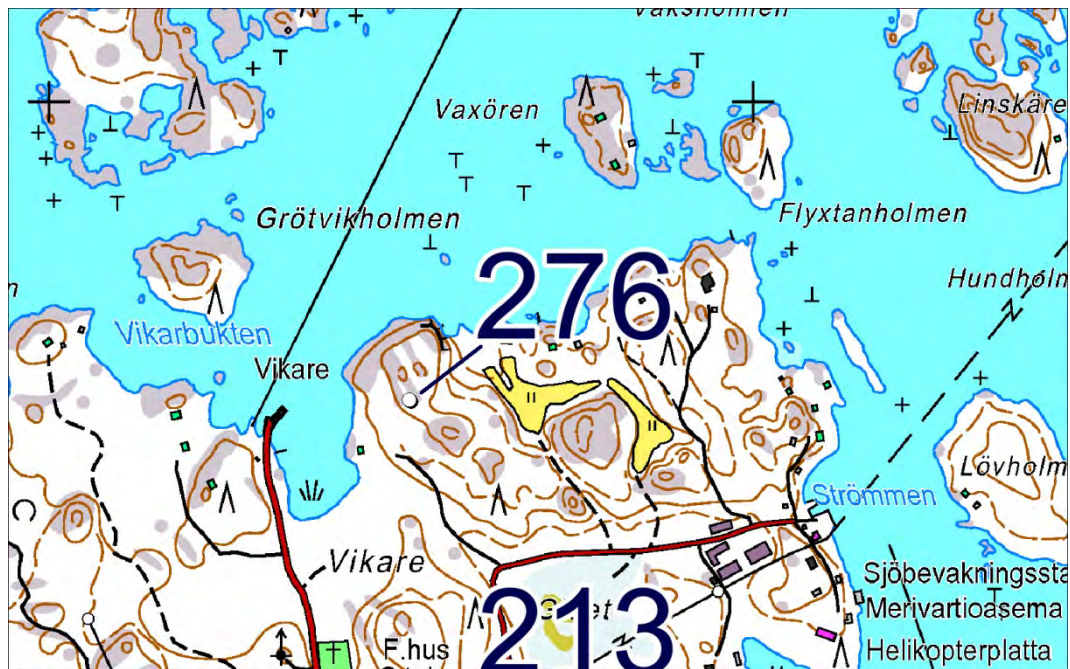 Vaxören
Linskäre
Grötvikholmen
Flyxtanholmen
276
Hundholm
Vikarbukten
Vikare
Lövholm
Strömmen
Vikare
Sjöbevakningssta
213
Merivartioasema
F.hus
Helikopterplatta